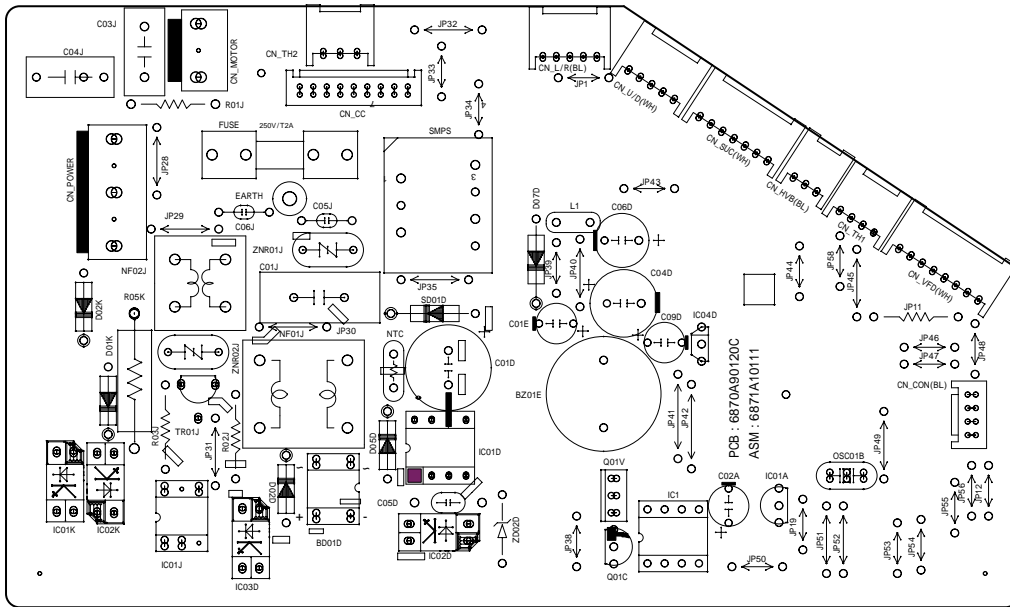 C03J
C04J
CN_MOTOR
R01J
CN_TH2
CN_CC
7
JP32
JP33
JP34
4
CN_L/R(BL)
JP1
CN_U/D(WH)
CN_SUC(WH)
CN_HVB(BL)
CN_TH1
CN_VFD(WH)
CN_POWER
JP28
FUSE
250V/T2A
SMPS
3
EARTH
C06J
C05J
JP29
ZNR01J
NF02J
C01J
JP35
JP43
D07D
L1
C06D
JP39
JP40
C04D
JP44
JP58
JP45
D02K
R05K
SD01D
JP30
NF01J
NTC
C01D
C01E
C09D
IC04D
JP11
JP46
JP47
JP48
D01K
ZNR02J
BZ01E
JP41
JP42
PCB : 6870A90120C
ASM : 6871A10111
CN_CON(BL)
R03J
TR01J
JP31
R02J
D05D
IC01D
JP49
OSC01B
IC01K
IC02K
D02D
~
~
+
-
BD01D
C05D
IC02D
ZD02D
Q01V
IC1
C02A
IC01A
JP19
JP56
JP12
JP55
IC01J
IC03D
JP38
Q01C
JP50
JP51
JP52
JP53
JP54